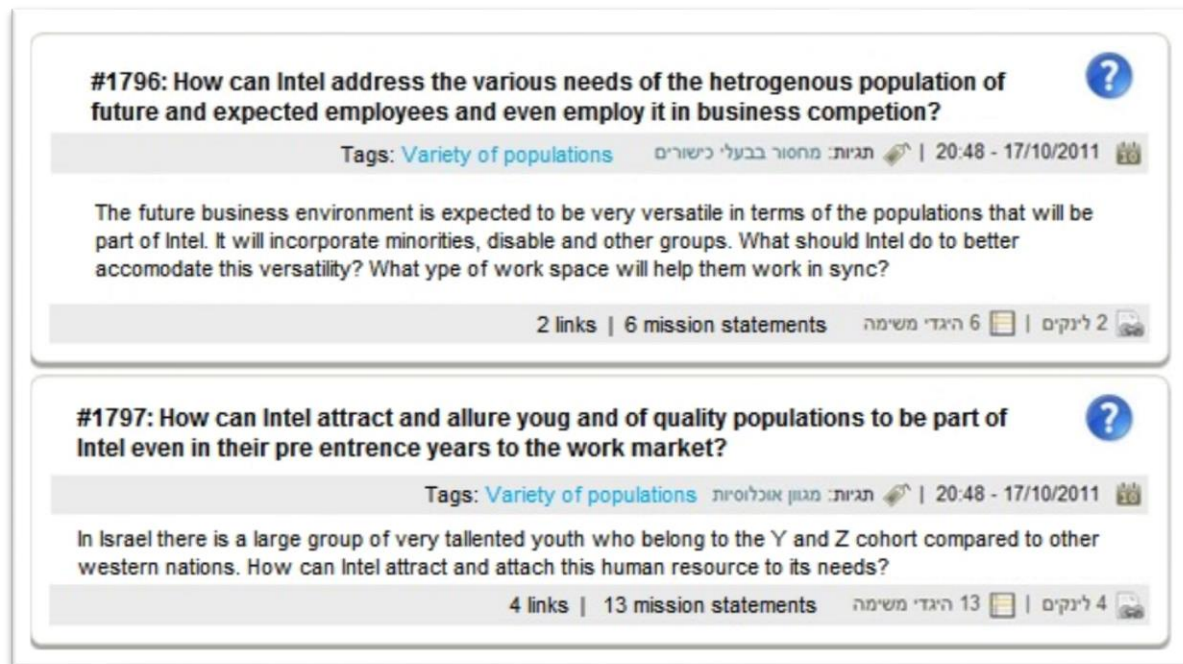 #1796: How can Intel address the various needs of the hetrogenous population of
future and expected employees and even employ it in business competion?
Tags: Variety of populations תגיות: מחסור בבעלי כישורים | 20:48 - 17/10/2011
The future business environment is expected to be very versatile in terms of the populations that will be
part of Intel. It will incorporate minorities, disable and other groups. What should Intel do to better
accomodate this versatility? What ype of work space will help them work in sync?
2 links | 6 mission statements 6 היגדי משימה | 2 לינקים
#1797: How can Intel attract and allure youg and of quality populations to be part of
Intel even in their pre entrence years to the work market?
Tags: Variety of populations תגיות: מגוון אוכלוסיות | 20:48 - 17/10/2011
In Israel there is a large group of very tallented youth who belong to the Y and Z cohort compared to other
western nations. How can Intel attract and attach this human resource to its needs?
4 links | 13 mission statements 13 היגדי משימה | 4 לינקים